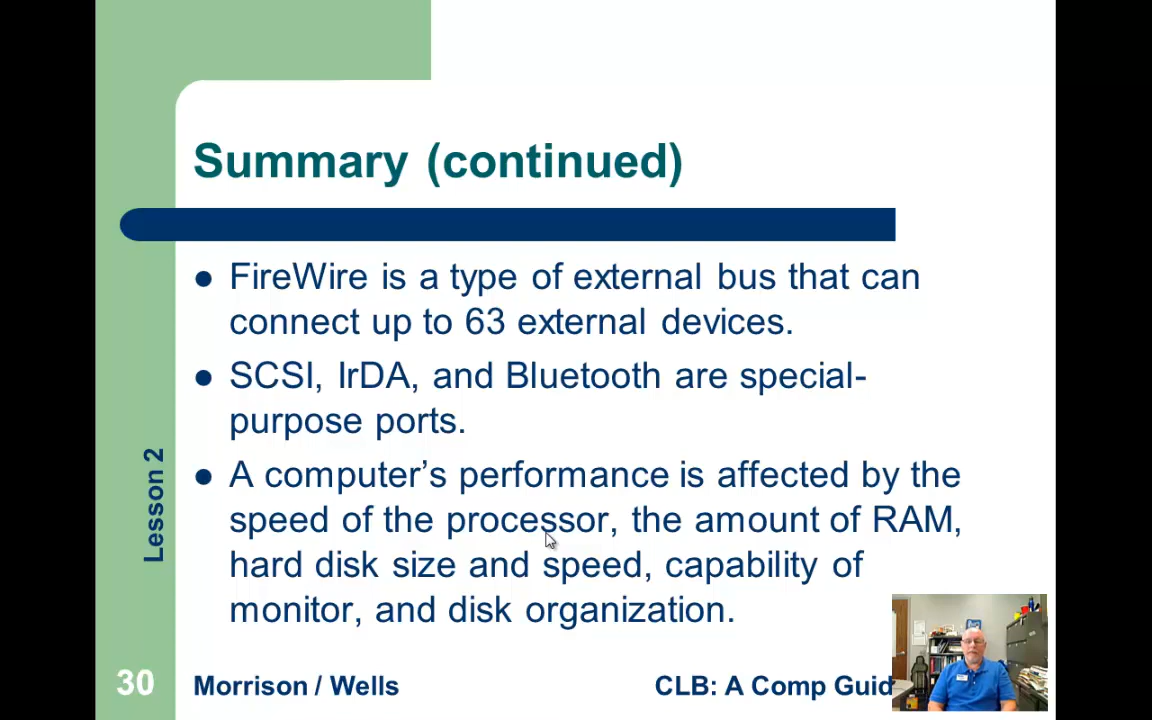 Summary (continued)
● FireWire is a type of external bus that can
connect up to 63 external devices.
● SCSI, IrDA, and Bluetooth are special-
purpose ports.
● A computer’s performance is affected by the
speed of the processor, the amount of RAM,
hard disk size and speed, capability of
monitor, and disk organization.
Lesson 2
30 Morrison / Wells CLB: A Comp Guid